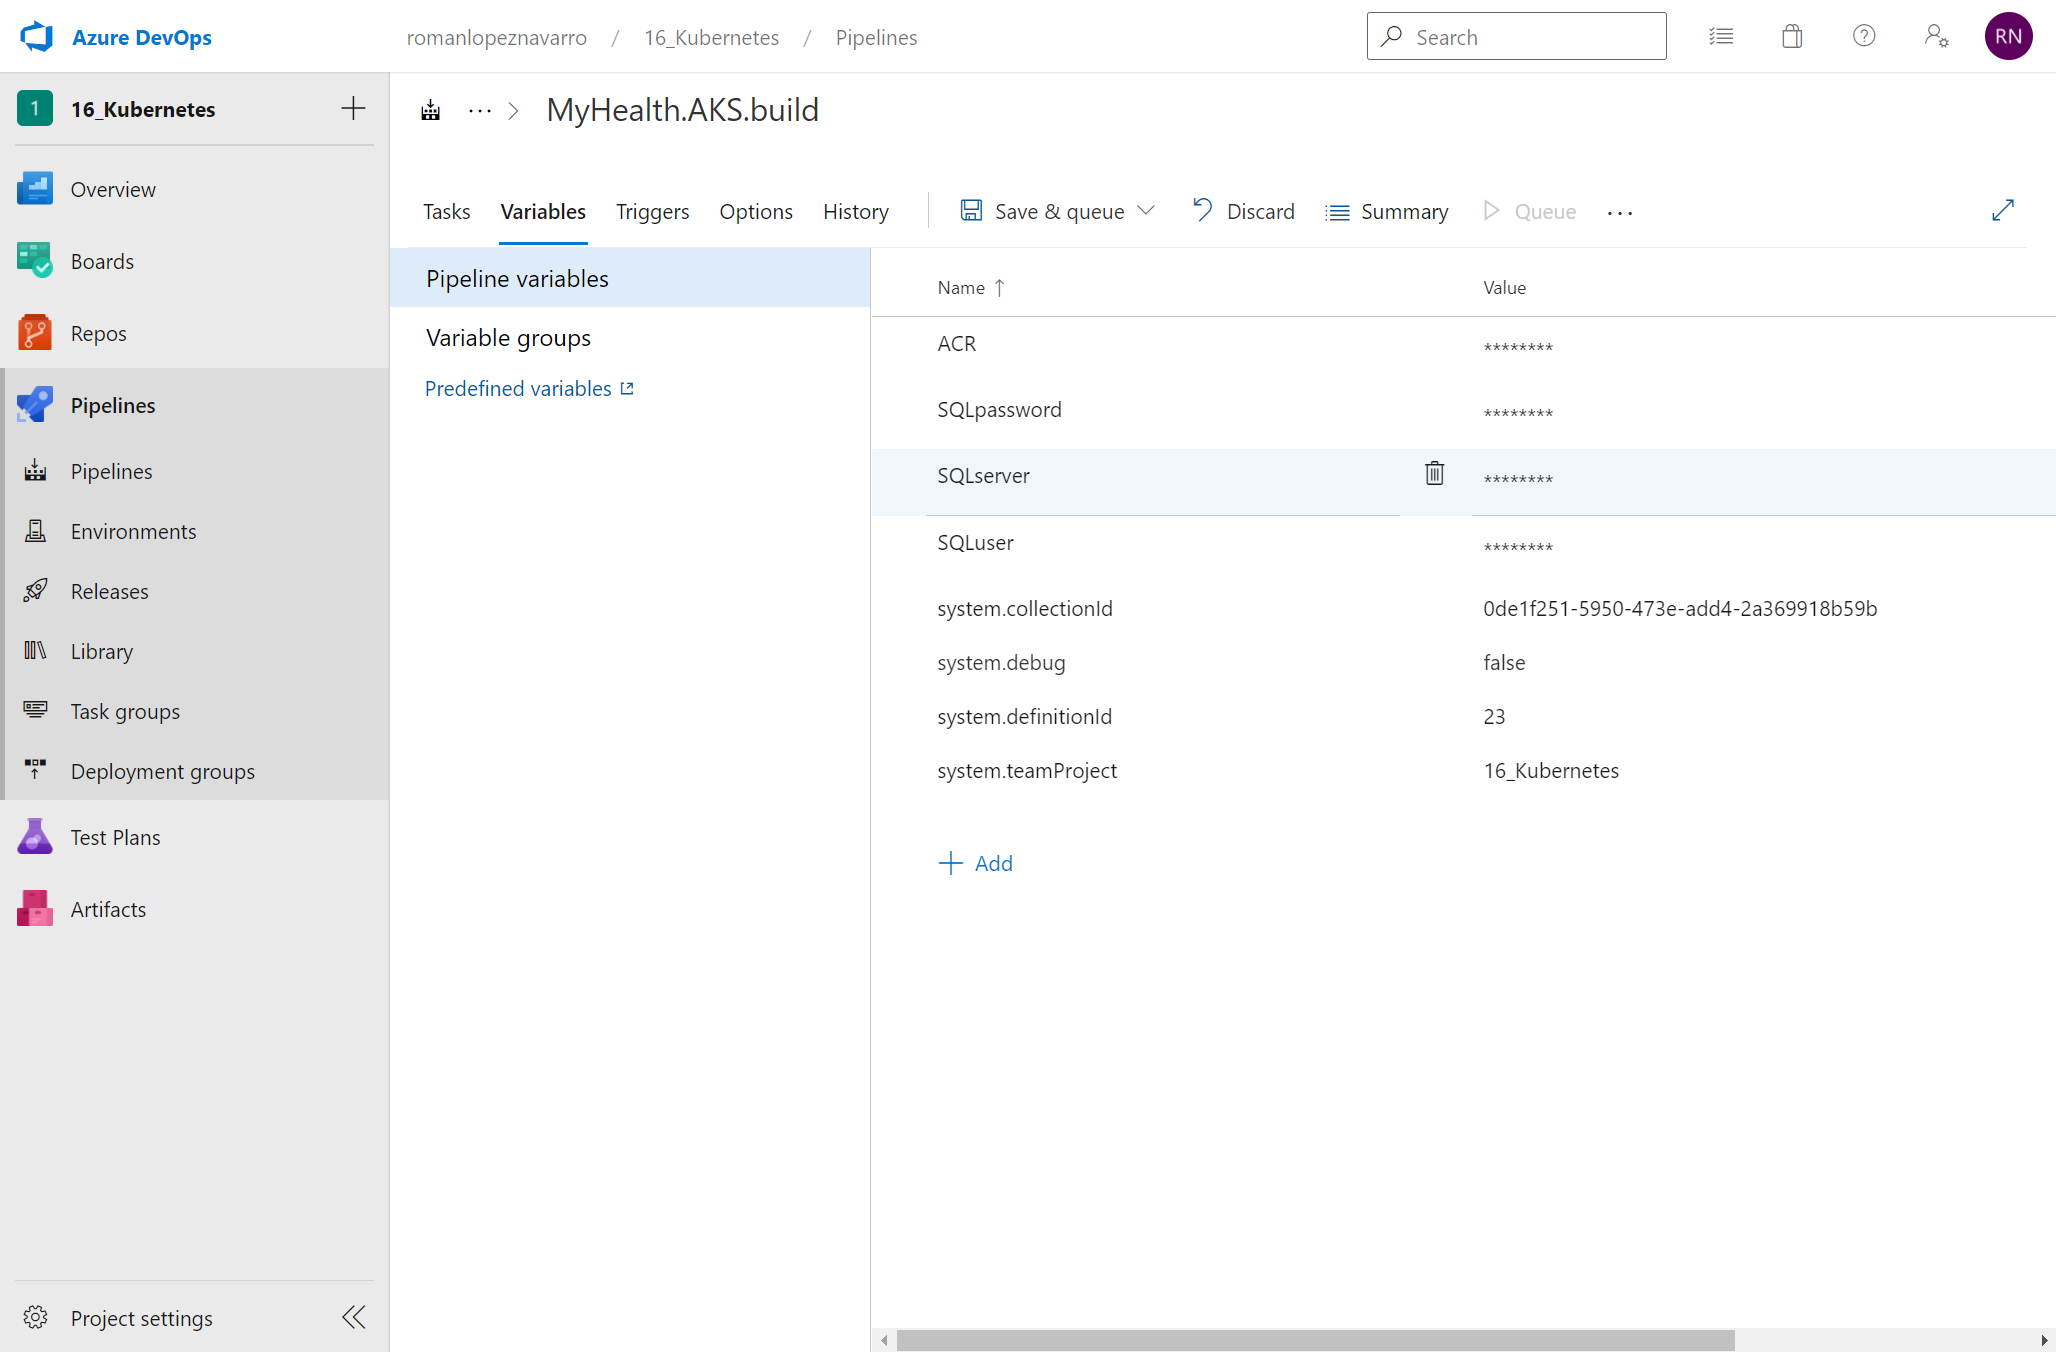 Azure DevOps
romanlopeznavarro / 16_Kubernetes / Pipelines
Search
RN
1
16_Kubernetes
Overview
Boards
Repos
Pipelines
Pipelines
Environments
Releases
Library
Task groups
Deployment groups
Test Plans
Artifacts
Project settings
... > MyHealth.AKS.build
Tasks Variables Triggers Options History Save & queue Discard Summary Queue ...
Pipeline variables
Variable groups
Predefined variables
Name ↑ Value
ACR ********
SQLpassword ********
SQLserver ********
SQLuser ********
system.collectionId 0de1f251-5950-473e-add4-2a369918b59b
system.debug false
system.definitionId 23
system.teamProject 16_Kubernetes
+ Add